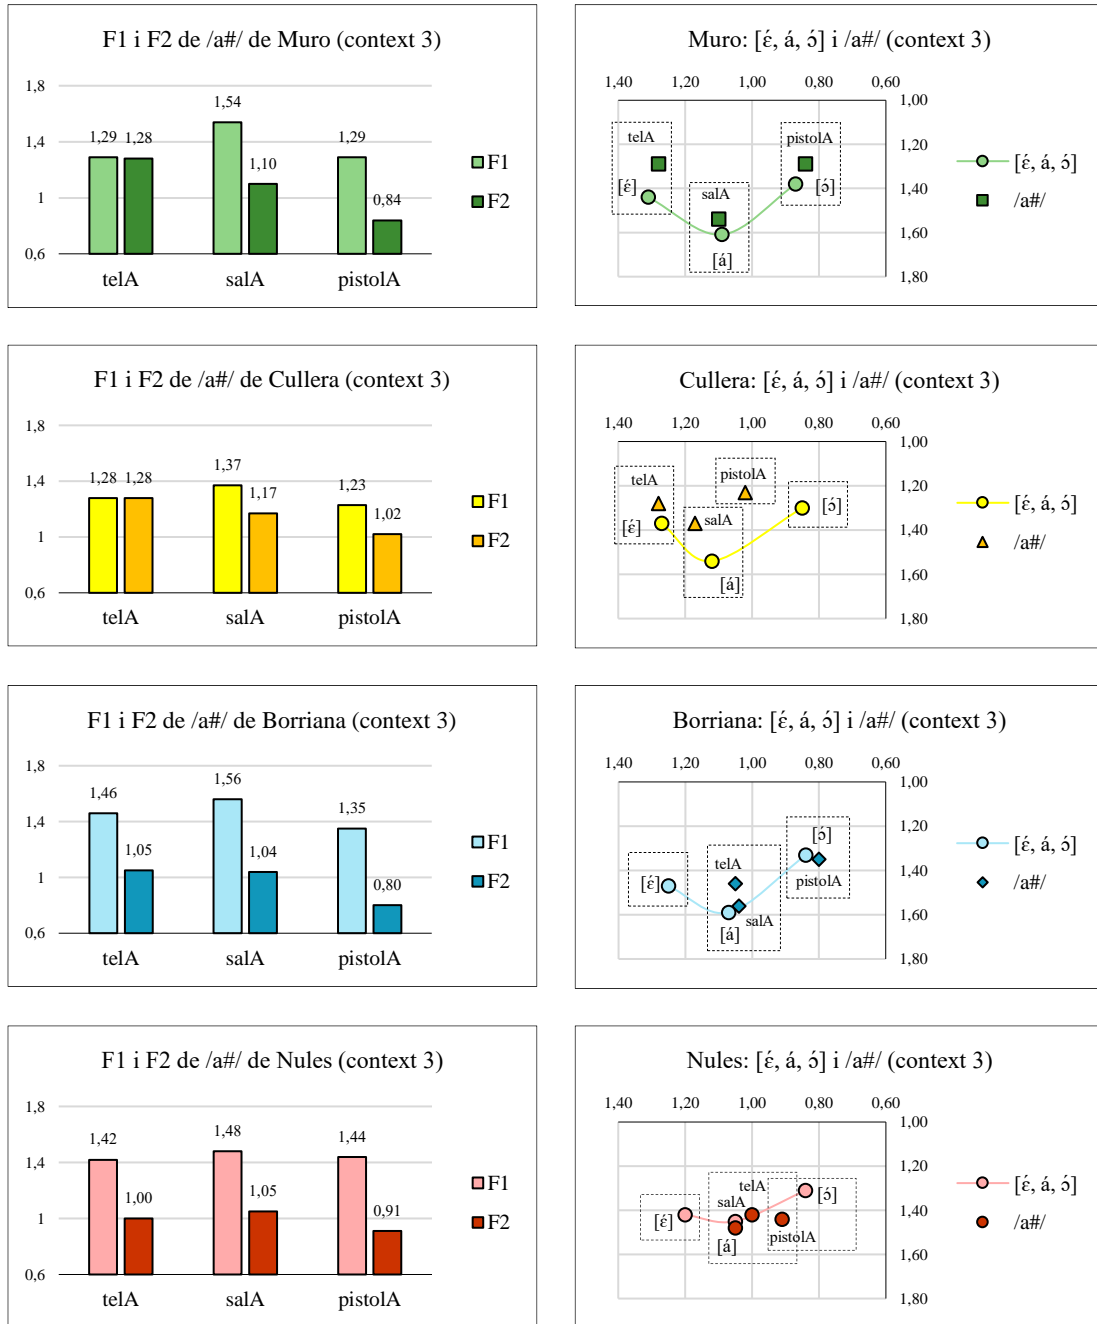 F1 i F2 de /a#/ de Muro (context 3)
1,8
1,4
1
0,6
1,29
1,28
1,54
1,10
1,29
0,84
telA
salA
pistolA
F1
F2
Muro: [ɛ́, á, ɔ́] i /a#/ (context 3)
1,40 1,20 1,00 0,80 0,60
1,00
1,20
1,40
1,60
1,80
telA
pistolA
[ɛ́]
salA
[ɔ́]
[á]
[ɛ́, á, ɔ́]
/a#/
F1 i F2 de /a#/ de Cullera (context 3)
1,8
1,4
1
0,6
1,28
1,28
1,37
1,17
1,23
1,02
telA
salA
pistolA
F1
F2
Cullera: [ɛ́, á, ɔ́] i /a#/ (context 3)
1,40 1,20 1,00 0,80 0,60
1,00
1,20
1,40
1,60
1,80
telA
pistolA
[ɛ́]
salA
[ɔ́]
[á]
[ɛ́, á, ɔ́]
/a#/
F1 i F2 de /a#/ de Borriana (context 3)
1,8
1,4
1
0,6
1,46
1,05
1,56
1,04
1,35
0,80
telA
salA
pistolA
F1
F2
Borriana: [ɛ́, á, ɔ́] i /a#/ (context 3)
1,40 1,20 1,00 0,80 0,60
1,00
1,20
1,40
1,60
1,80
[ɔ́]
telA
[ɛ́]
pistolA
salA
[á]
[ɛ́, á, ɔ́]
/a#/
F1 i F2 de /a#/ de Nules (context 3)
1,8
1,4
1
0,6
1,42
1,00
1,48
1,05
1,44
0,91
telA
salA
pistolA
F1
F2
Nules: [ɛ́, á, ɔ́] i /a#/ (context 3)
1,40 1,20 1,00 0,80 0,60
1,00
1,20
1,40
1,60
1,80
telA
[ɔ́]
salA
[ɛ́]
[á]
pistolA
[ɛ́, á, ɔ́]
/a#/